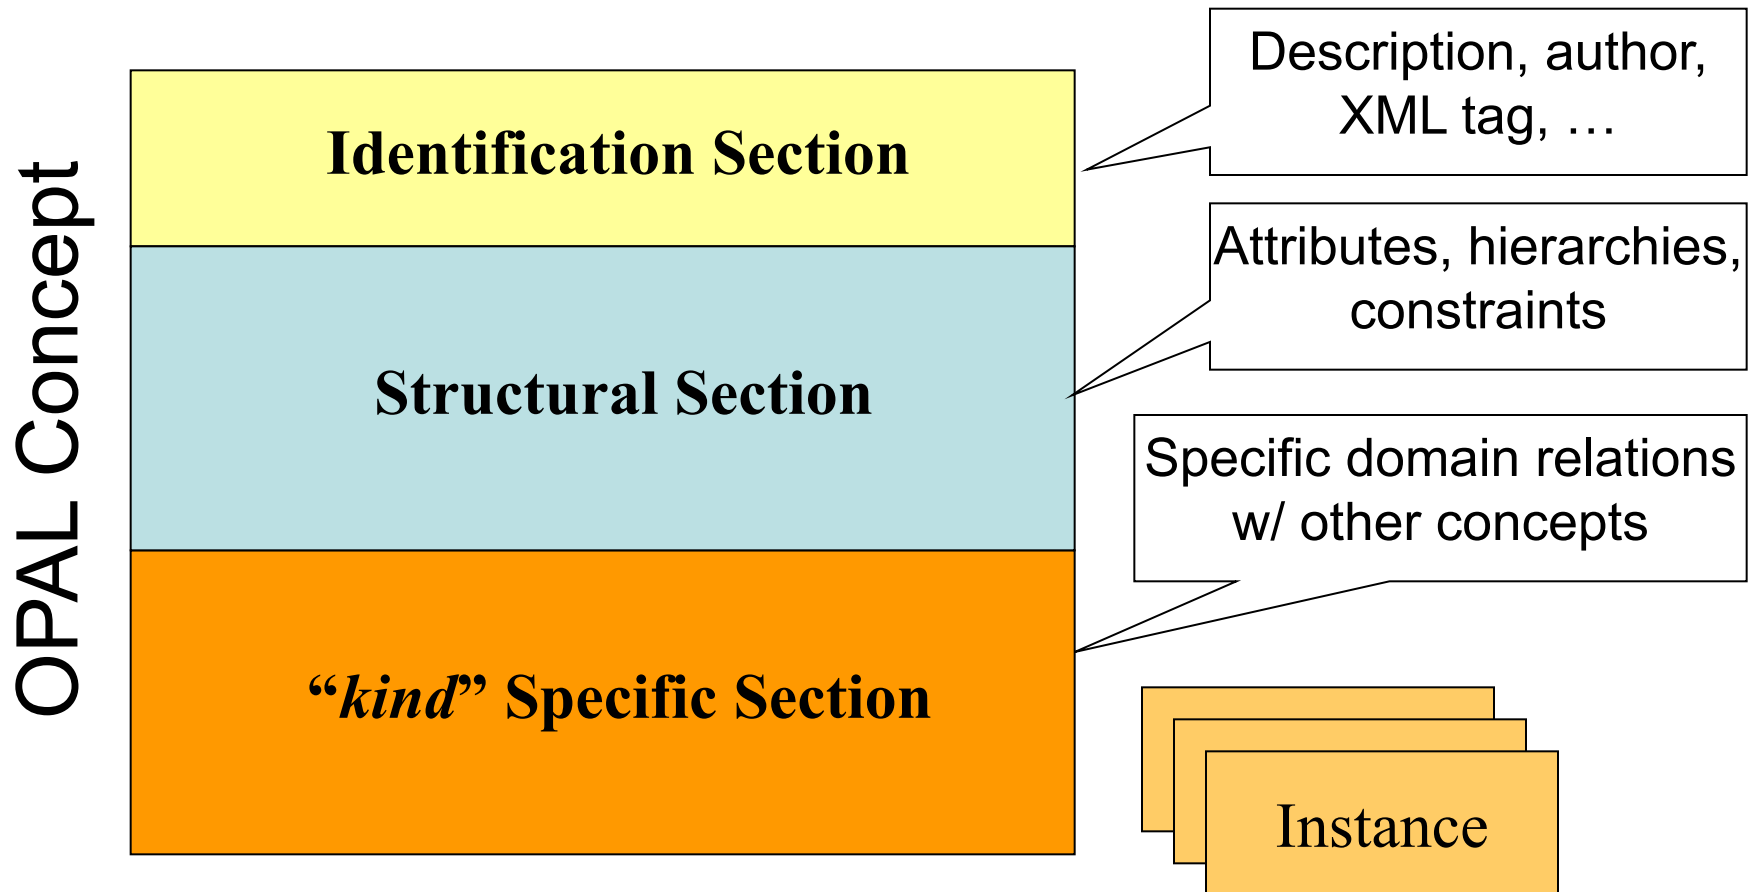 OPAL Concept
Identification Section
Description, author,
XML tag, …
Structural Section
Attributes, hierarchies,
constraints
“kind” Specific Section
Specific domain relations
w/ other concepts
Instance